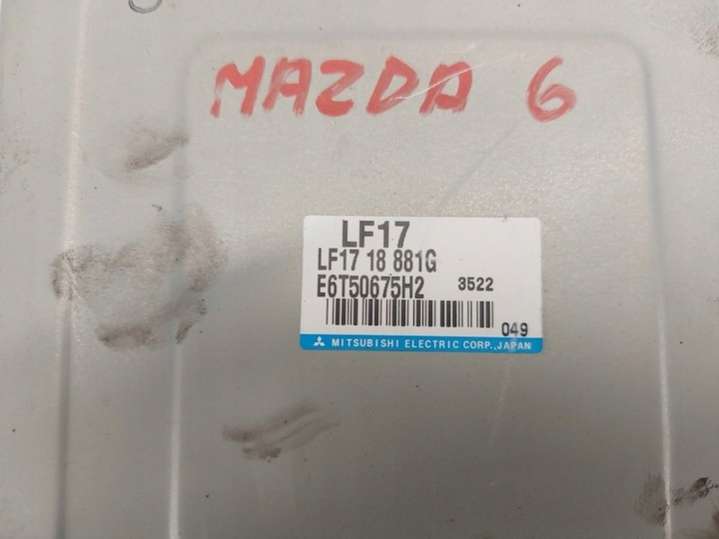 MAZDA 6
LF17
LF17 18 881G
E6T50675H2 3522
049
MITSUBISHI ELECTRIC CORP., JAPAN